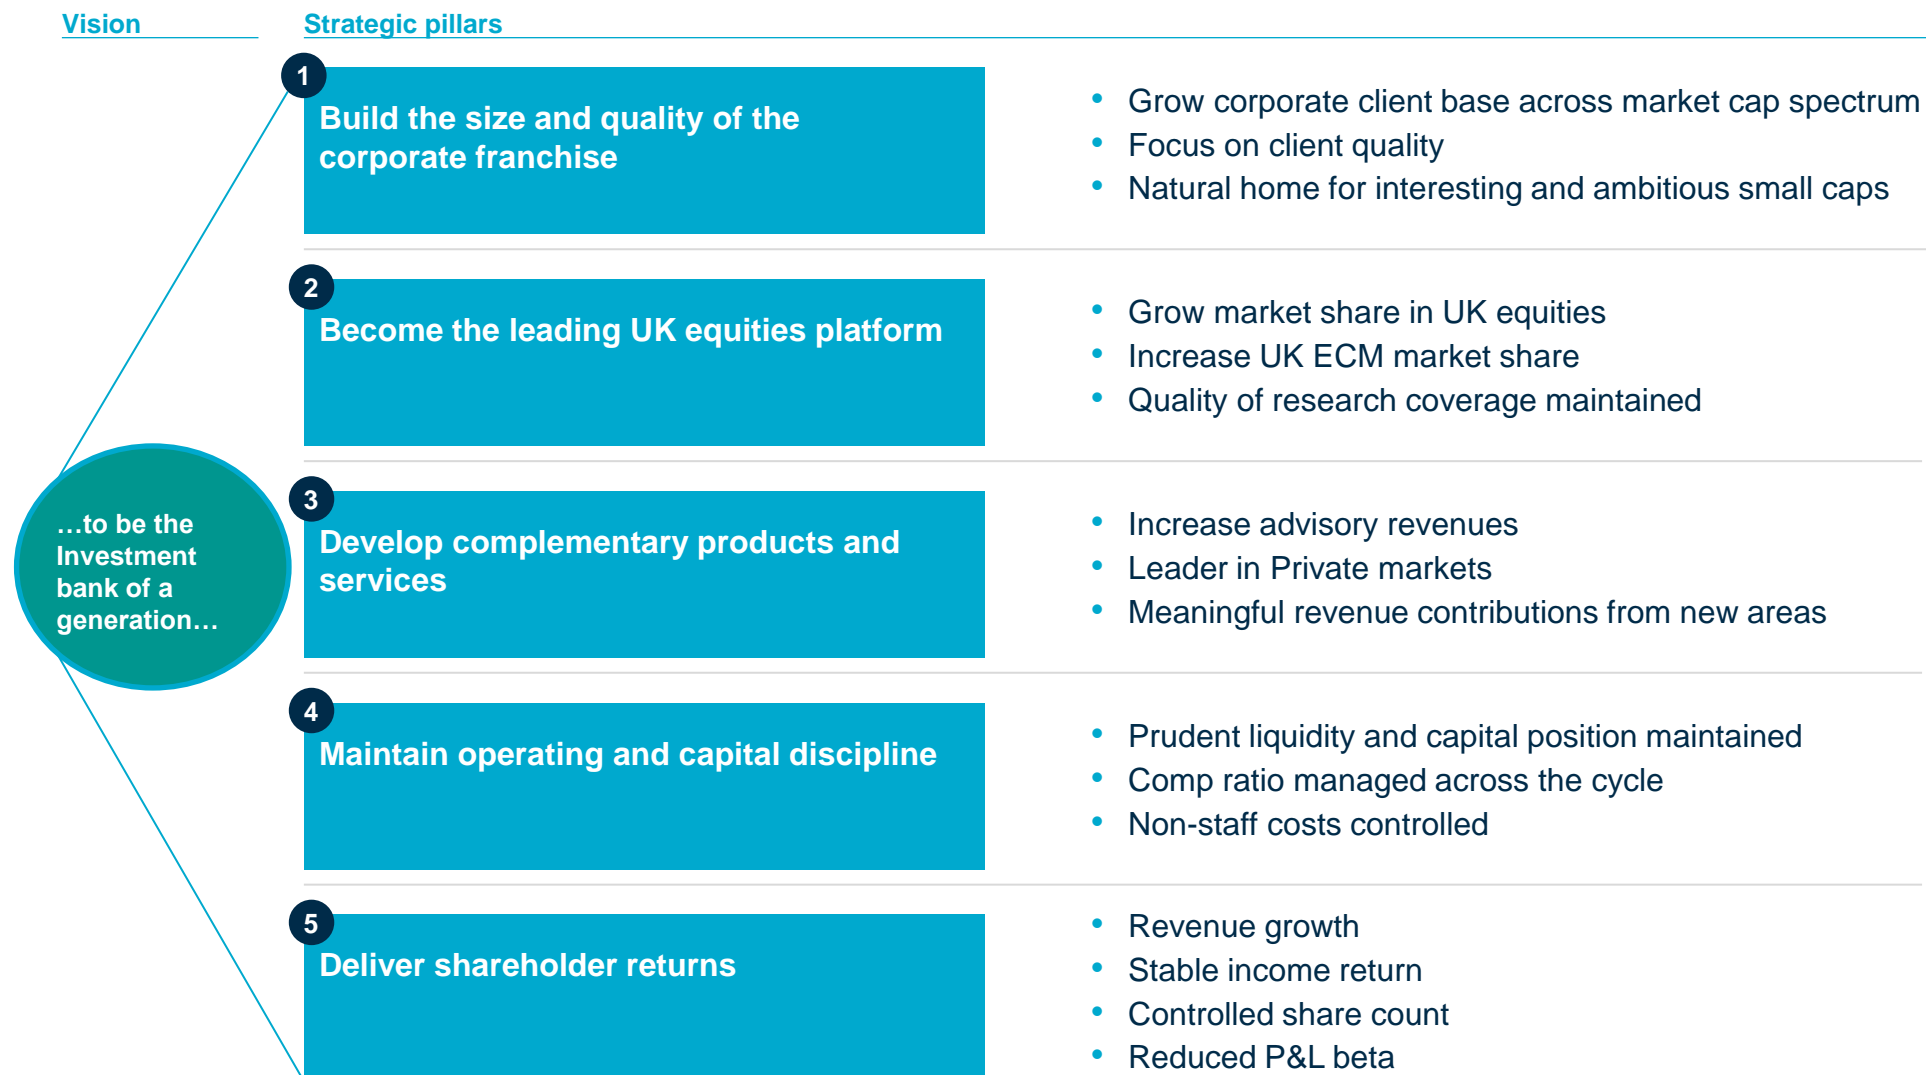 Vision
Strategic pillars
…to be the
Investment
bank of a
generation…
1
Build the size and quality of the
corporate franchise
• Grow corporate client base across market cap spectrum
• Focus on client quality
• Natural home for interesting and ambitious small caps
2
Become the leading UK equities platform
• Grow market share in UK equities
• Increase UK ECM market share
• Quality of research coverage maintained
3
Develop complementary products and
services
• Increase advisory revenues
• Leader in Private markets
• Meaningful revenue contributions from new areas
4
Maintain operating and capital discipline
• Prudent liquidity and capital position maintained
• Comp ratio managed across the cycle
• Non-staff costs controlled
5
Deliver shareholder returns
• Revenue growth
• Stable income return
• Controlled share count
• Reduced P&L beta